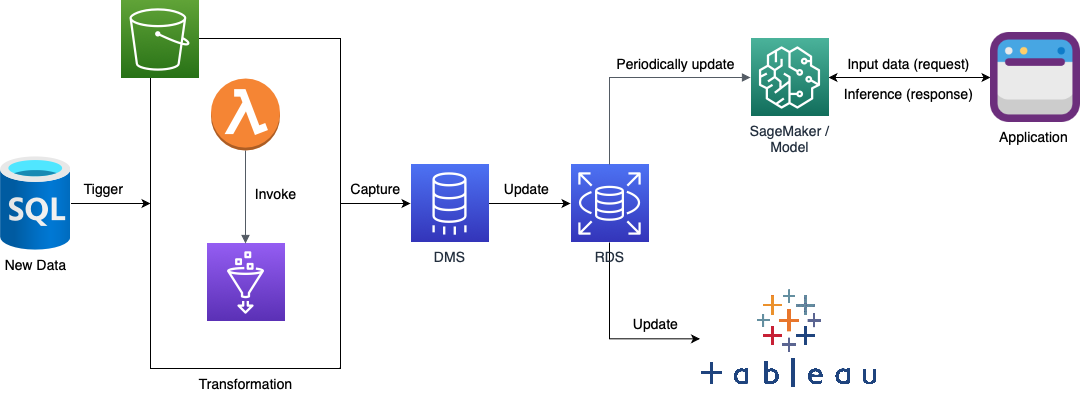 Periodically update
Input data (request)
Inference (response)
SageMaker /
Model
Application
SQL
New Data
Tigger
Invoke
Capture
DMS
Update
RDS
Update
+ableau
Transformation